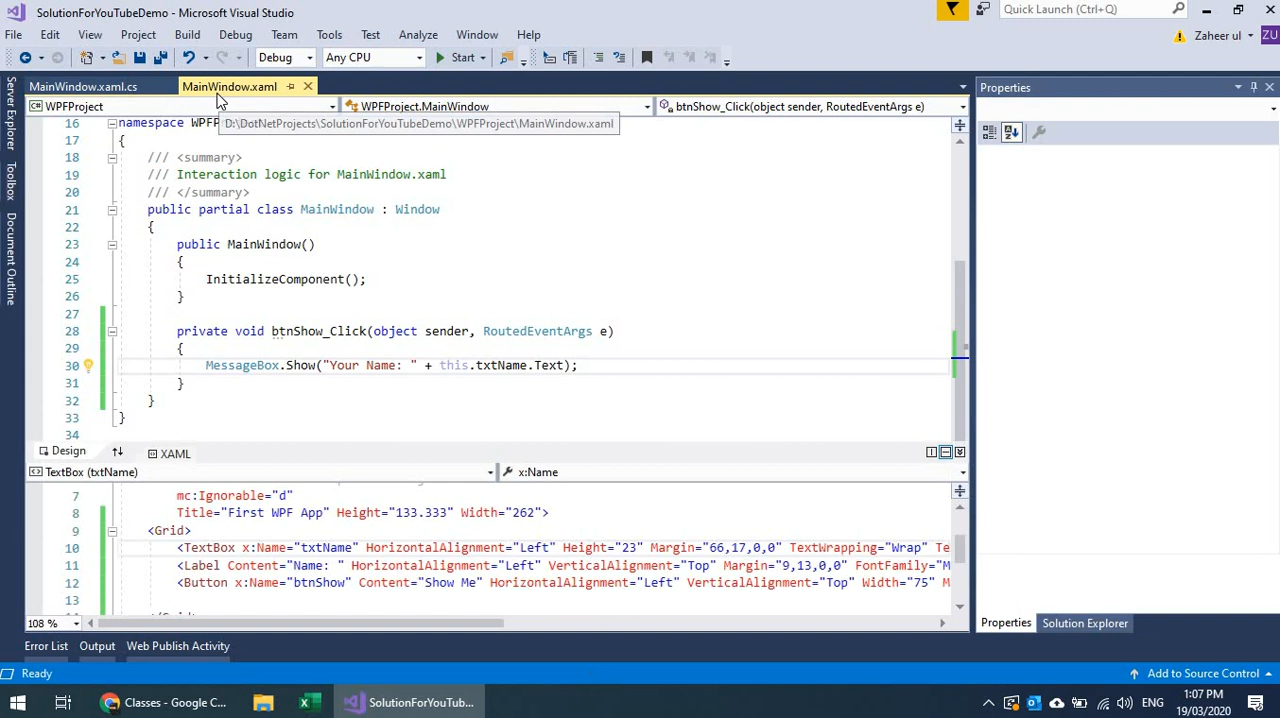 SolutionForYouTubeDemo - Microsoft Visual Studio
Quick Launch (Ctrl+Q)
File Edit View Project Build Debug Team Tools Test Analyze Window Help
Zaheer ul ZU
Debug Any CPU Start
MainWindow.xaml.cs MainWindow.xaml
Properties
WPFProject WPFProject.MainWindow btnShow_Click(object sender, RoutedEventArgs e)
D:\DotNetProjects\SolutionForYouTubeDemo\WPFProject\MainWindow.xaml
Server Explorer
Toolbox
Document Outline
16 namespace WPFP
17 {
18 /// <summary>
19 /// Interaction logic for MainWindow.xaml
20 /// </summary>
21 public partial class MainWindow : Window
22 {
23 public MainWindow()
24 {
25 InitializeComponent();
26 }
27
28 private void btnShow_Click(object sender, RoutedEventArgs e)
29 {
30 MessageBox.Show("Your Name: " + this.txtName.Text);
31 }
32 }
33 }
34
Design XAML
TextBox (txtName) x:Name
7 mc:Ignorable="d"
8 Title="First WPF App" Height="133.333" Width="262">
9 <Grid>
10 <TextBox x:Name="txtName" HorizontalAlignment="Left" Height="23" Margin="66,17,0,0" TextWrapping="Wrap" Te
11 <Label Content="Name: " HorizontalAlignment="Left" VerticalAlignment="Top" Margin="9,13,0,0" FontFamily="M
12 <Button x:Name="btnShow" Content="Show Me" HorizontalAlignment="Left" VerticalAlignment="Top" Width="75" M
13
108 %
Properties Solution Explorer
Error List Output Web Publish Activity
Ready Add to Source Control
Classes - Google C... SolutionForYouTub... ENG 1:07 PM
19/03/2020